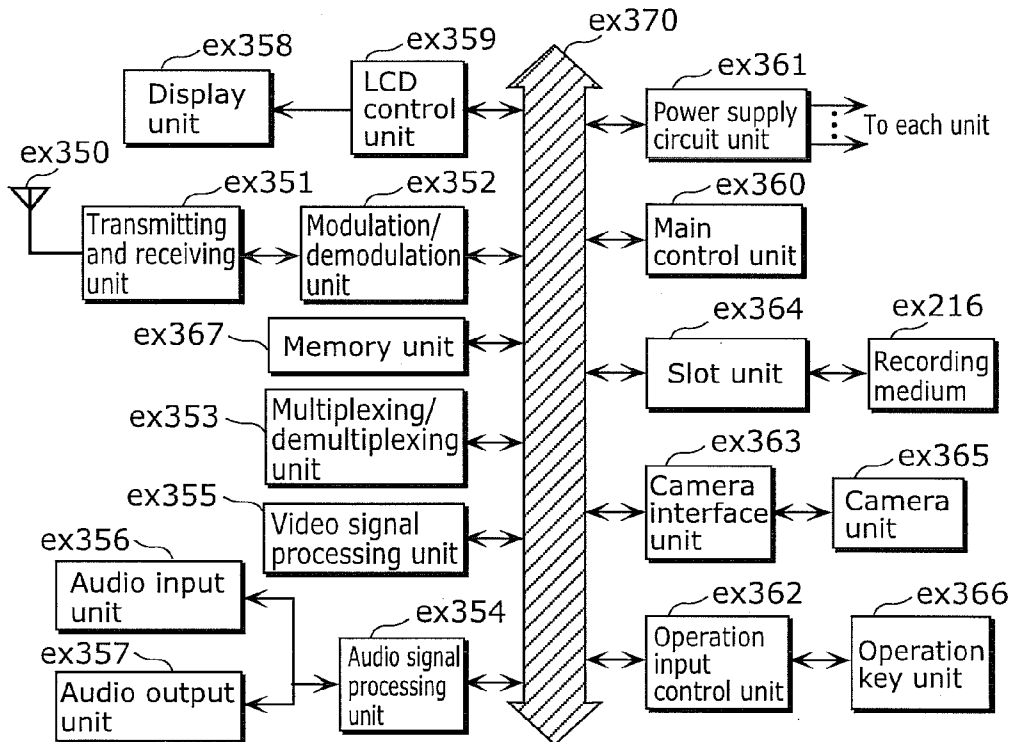 ex358
Display
unit
ex359
LCD
control
unit
ex370
ex361
Power supply
circuit unit
To each unit
ex350
ex351
Transmitting
and receiving
unit
ex352
Modulation/
demodulation
unit
ex360
Main
control unit
ex367
Memory unit
ex364
Slot unit
ex216
Recording
medium
ex353
Multiplexing/
demultiplexing
unit
ex363
Camera
interface
unit
ex365
Camera
unit
ex355
Video signal
processing unit
ex356
Audio input
unit
ex354
Audio signal
processing
unit
ex357
Audio output
unit
ex362
Operation
input
control unit
ex366
Operation
key unit